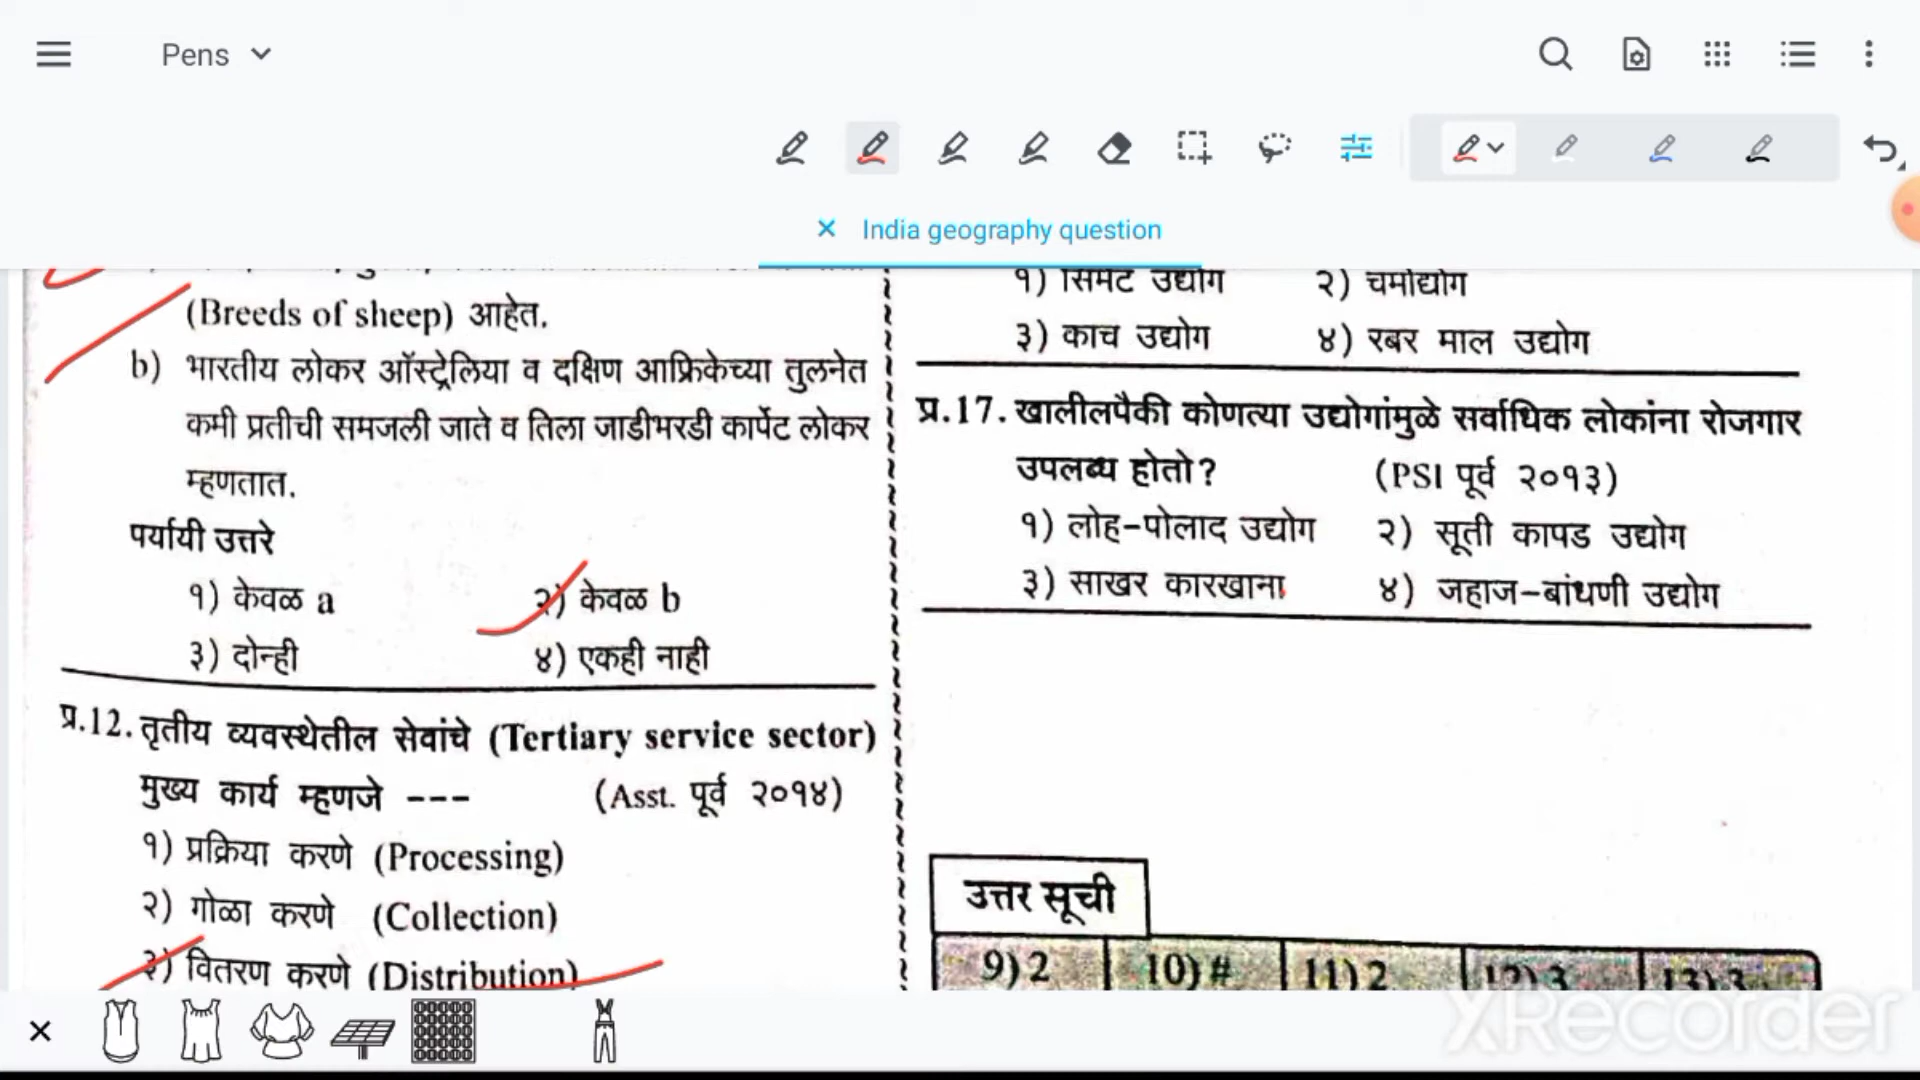 Pens
India geography question
(Breeds of sheep) आहेत.
b) भारतीय लोकर ऑस्ट्रेलिया व दक्षिण आफ्रिकेच्या तुलनेत
कमी प्रतीची समजली जाते व तिला जाडीभरडी कार्पेट लोकर
म्हणतात.
पर्यायी उत्तरे
१) केवळ a २) केवळ b
३) दोन्ही ४) एकही नाही
प्र.12. तृतीय व्यवस्थेतील सेवांचे (Tertiary service sector)
मुख्य कार्य म्हणजे --- (Asst. पूर्व २०१४)
१) प्रक्रिया करणे (Processing)
२) गोळा करणे (Collection)
३) वितरण करणे (Distribution)
१) सिमेंट उद्योग २) चर्मोद्योग
३) काच उद्योग ४) रबर माल उद्योग
प्र.17. खालीलपैकी कोणत्या उद्योगांमुळे सर्वाधिक लोकांना रोजगार
उपलब्ध होतो? (PSI पूर्व २०१३)
१) लोह-पोलाद उद्योग २) सूती कापड उद्योग
३) साखर कारखाना ४) जहाज-बांधणी उद्योग
उत्तर सूची
9) 2 10) # 11) 2 12) 3 13) 3
XRecorder